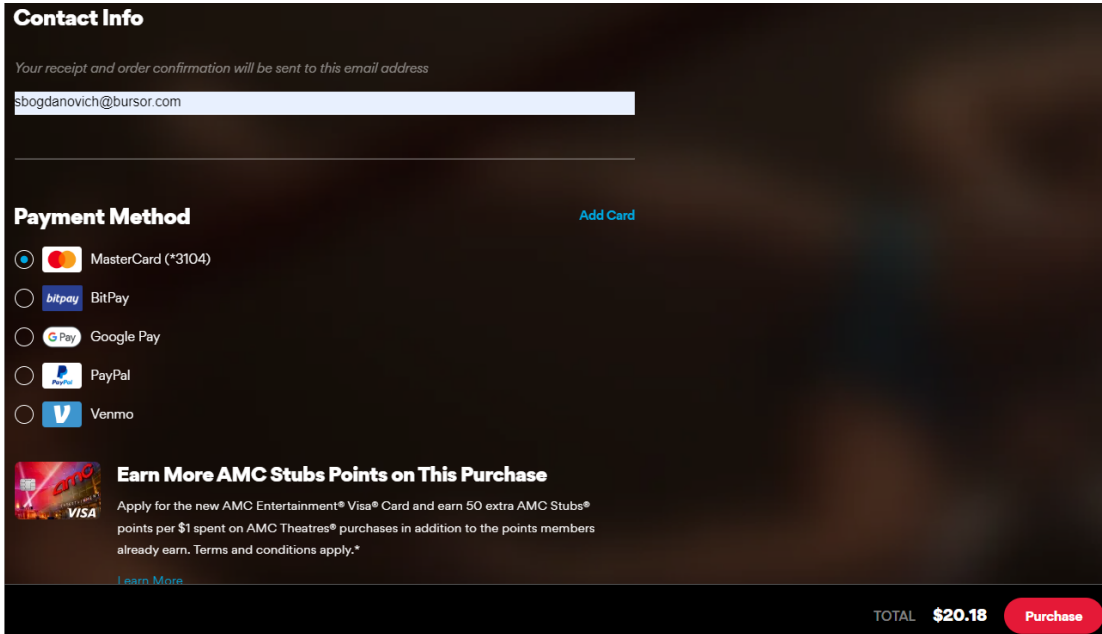 Contact Info
Your receipt and order confirmation will be sent to this email address
sbogdanovich@bursor.com
Payment Method
Add Card
MasterCard (*3104)
bitpay BitPay
G Pay Google Pay
PayPal PayPal
V Venmo
amc
VISA
Earn More AMC Stubs Points on This Purchase
Apply for the new AMC Entertainment® Visa® Card and earn 50 extra AMC Stubs®
points per $1 spent on AMC Theatres® purchases in addition to the points members
already earn. Terms and conditions apply.*
Learn More
TOTAL $20.18 Purchase